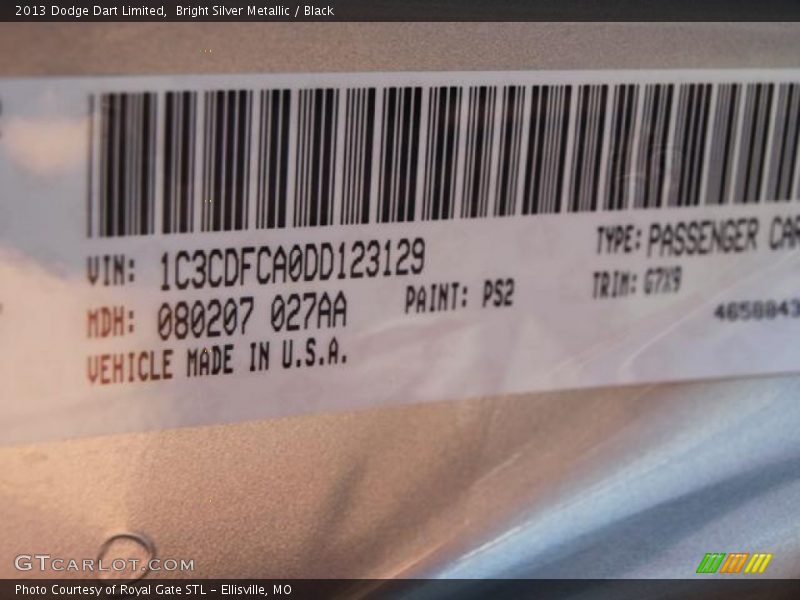 2013 Dodge Dart Limited, Bright Silver Metallic / Black
VIN: 1C3CDFCA0DD123129
TYPE: PASSENGER CAR
MDH: 080207 027AA
PAINT: PS2
TRIM: G7X9
VEHICLE MADE IN U.S.A.
GTCARLOT.COM
Photo Courtesy of Royal Gate STL - Ellisville, MO